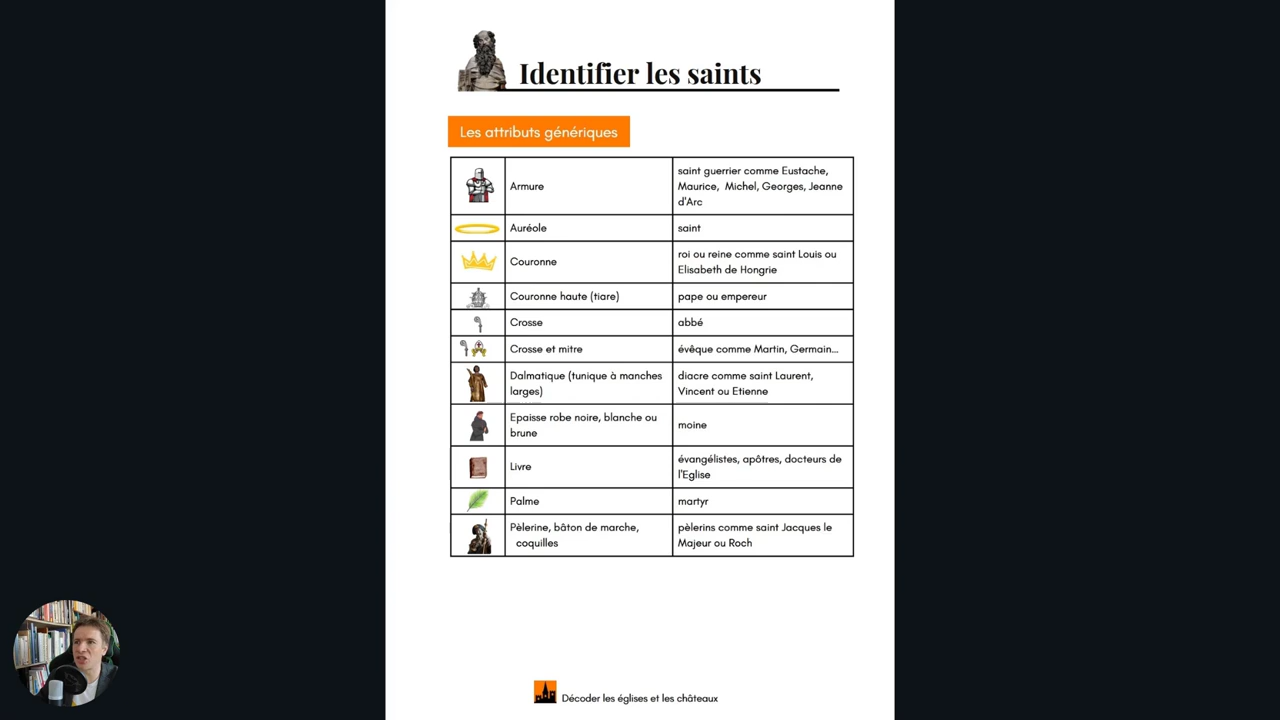 Identifier les saints
Les attributs génériques
Armure
saint guerrier comme Eustache,
Maurice, Michel, Georges, Jeanne
d'Arc
Auréole
saint
Couronne
roi ou reine comme saint Louis ou
Elisabeth de Hongrie
Couronne haute (tiare)
pape ou empereur
Crosse
abbé
Crosse et mitre
évêque comme Martin, Germain...
Dalmatique (tunique à manches
larges)
diacre comme saint Laurent,
Vincent ou Etienne
Epaisse robe noire, blanche ou
brune
moine
Livre
évangélistes, apôtres, docteurs de
l'Eglise
Palme
martyr
Pèlerine, bâton de marche,
coquilles
pèlerins comme saint Jacques le
Majeur ou Roch
Décoder les églises et les châteaux